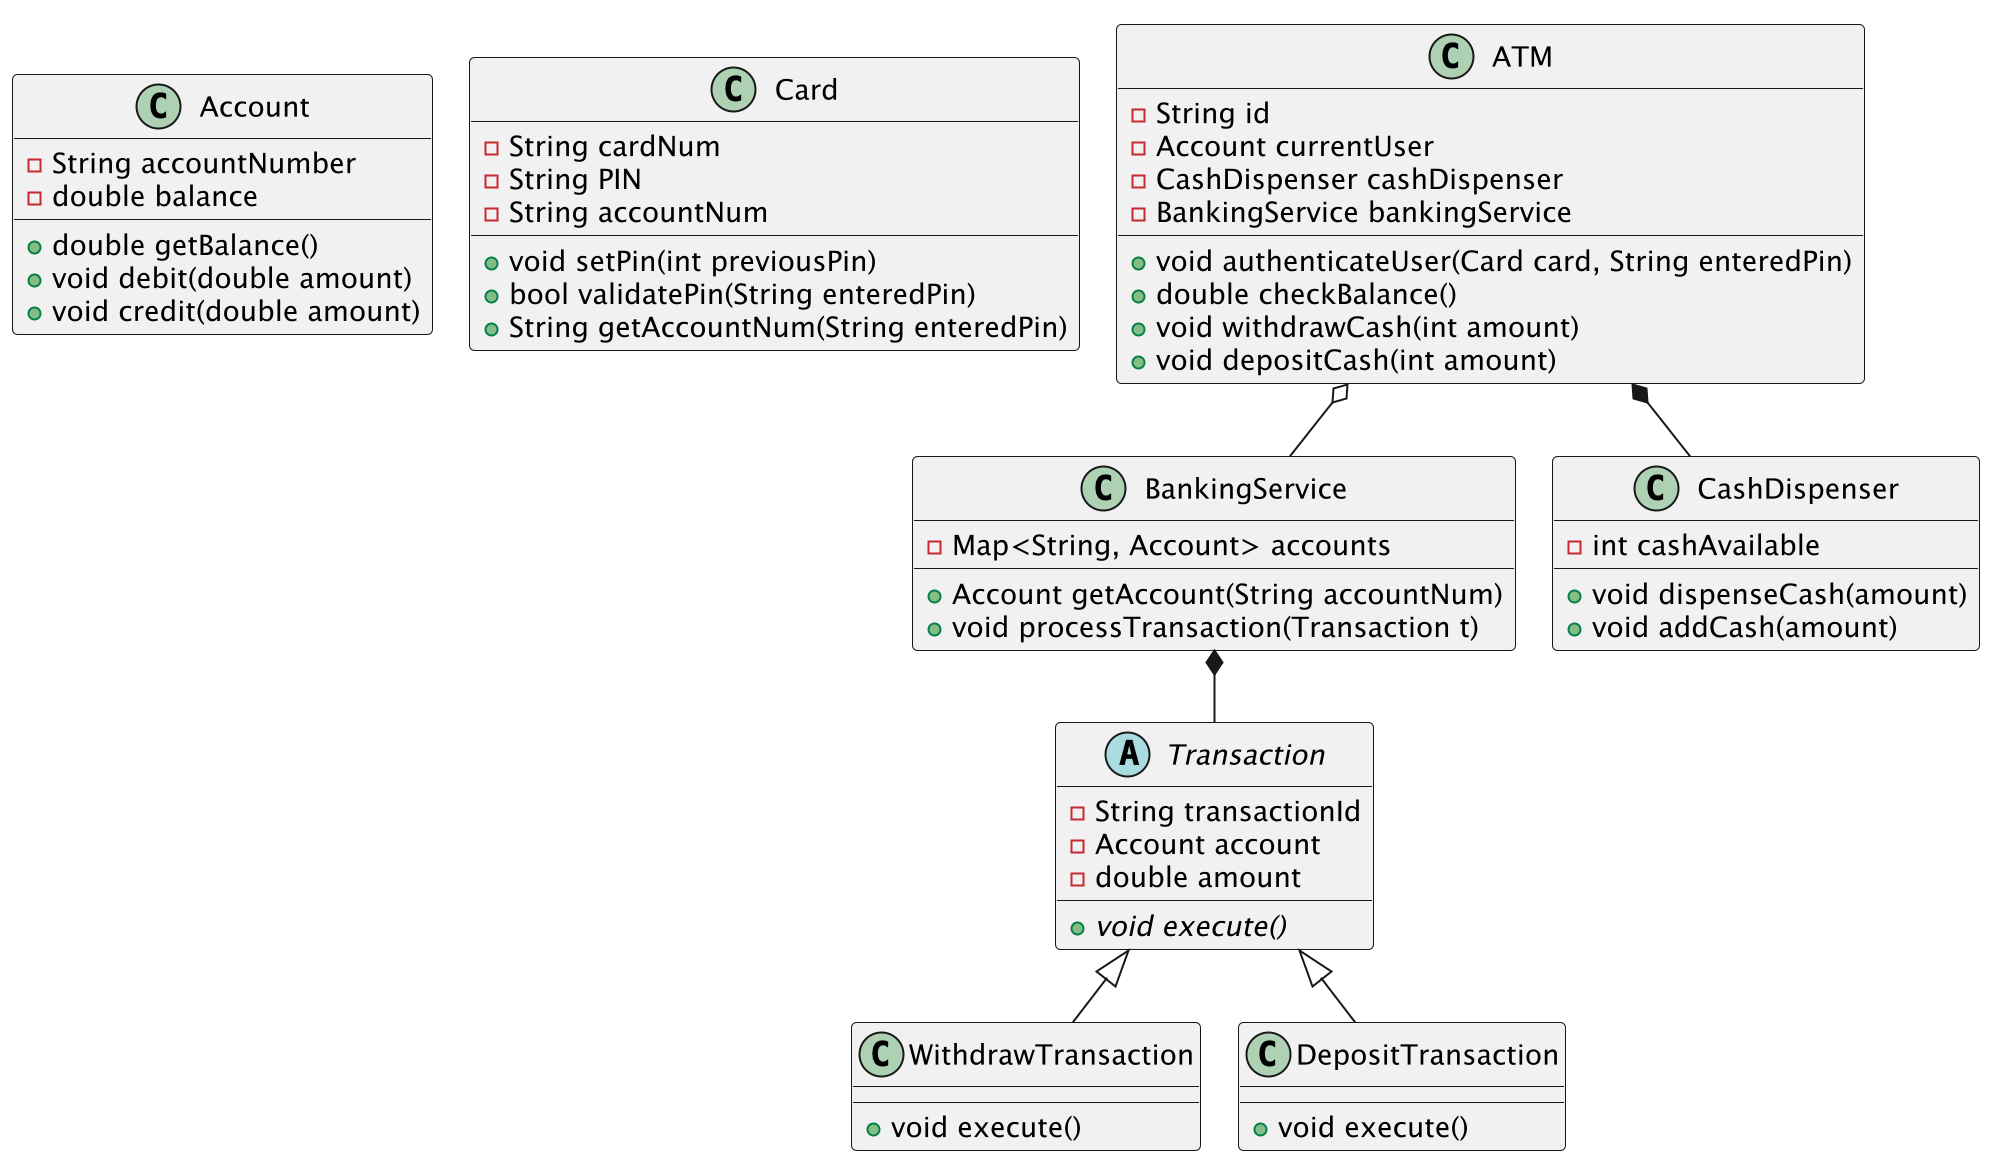 C Account
String accountNumber
double balance
double getBalance()
void debit(double amount)
void credit(double amount)
C Card
String cardNum
String PIN
String accountNum
void setPin(int previousPin)
bool validatePin(String enteredPin)
String getAccountNum(String enteredPin)
C ATM
String id
Account currentUser
CashDispenser cashDispenser
BankingService bankingService
void authenticateUser(Card card, String enteredPin)
double checkBalance()
void withdrawCash(int amount)
void depositCash(int amount)
C BankingService
Map<String, Account> accounts
Account getAccount(String accountNum)
void processTransaction(Transaction t)
C CashDispenser
int cashAvailable
void dispenseCash(amount)
void addCash(amount)
A Transaction
String transactionId
Account account
double amount
void execute()
C WithdrawTransaction
void execute()
C DepositTransaction
void execute()